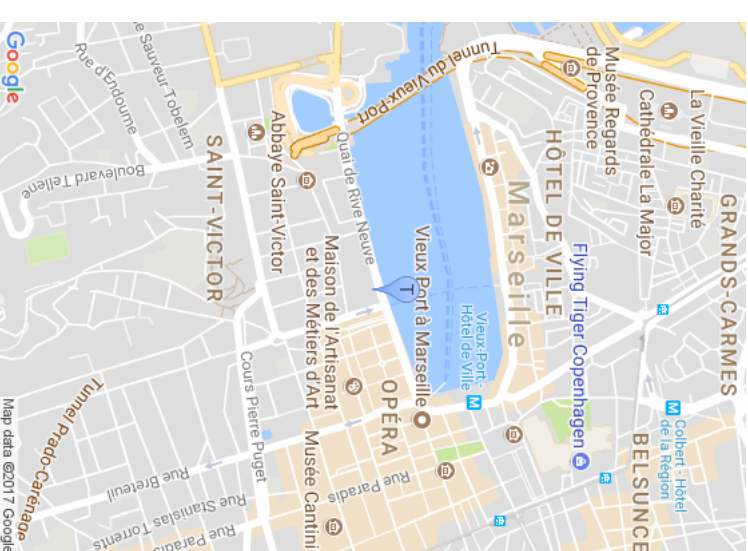 GRANDS-CARMES
La Vieille Charité
Cathédrale La Major
Musée Regards
de Provence
HÔTEL DE VILLE
Marseille
Flying Tiger Copenhagen
Colbert - Hôtel
de la Région
BELSUNCE
Tunnel du Vieux-Port
Vieux-Port -
Hôtel de Ville
Vieux Port à Marseille
T
Quai de Rive Neuve
OPÉRA
Maison de l'Artisanat
et des Métiers d'Art
Musée Cantini
Rue Paradis
Abbaye Saint-Victor
SAINT-VICTOR
Cours Pierre Puget
Rue Sauveur Tobelem
Rue d'Endoume
Boulevard Tellene
Rue Breteuil
Rue Stanislas Torrents
Rue Paradis
Tunnel Prado-Carénage
Google
Map data ©2017 Google